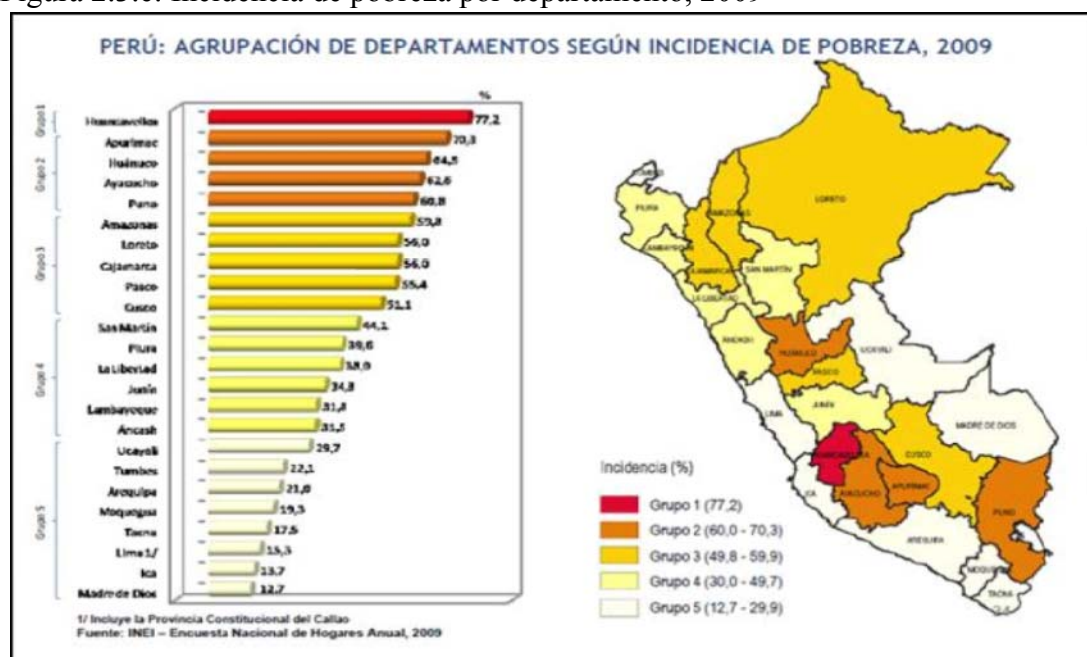 Figura 2.3.c. Incidencia de pobreza por departamento, 2009
PERÚ: AGRUPACIÓN DE DEPARTAMENTOS SEGÚN INCIDENCIA DE POBREZA, 2009
%
Grupo 1
Huancavelica 77,2
Grupo 2
Apurímac 70,3
Huánuco 64,5
Ayacucho 62,6
Puno 60,8
Grupo 3
Amazonas 59,8
Loreto 56,0
Cajamarca 56,0
Pasco 55,4
Cusco 51,1
Grupo 4
San Martín 44,1
Piura 39,6
La Libertad 38,9
Junín 34,3
Lambayeque 31,8
Áncash 31,5
Grupo 5
Ucayali 29,7
Tumbes 22,1
Arequipa 21,0
Moquegua 19,3
Tacna 17,5
Lima 1/ 15,3
Ica 13,7
Madre de Dios 12,7
1/ Incluye la Provincia Constitucional del Callao
Fuente: INEI – Encuesta Nacional de Hogares Anual, 2009
TUMBES
PIURA
LORETO
AMAZONAS
LAMBAYEQUE
CAJAMARCA
SAN MARTÍN
LA LIBERTAD
ANCASH
HUANUCO
UCAYALI
PASCO
LIMA
JUNÍN
MADRE DE DIOS
HUANCAVELICA
CUSCO
ICA
AYACUCHO
APURIMAC
PUNO
AREQUIPA
MOQUEGUA
TACNA
Incidencia (%)
Grupo 1 (77,2)
Grupo 2 (60,0 - 70,3)
Grupo 3 (49,8 - 59,9)
Grupo 4 (30,0 - 49,7)
Grupo 5 (12,7 - 29,9)